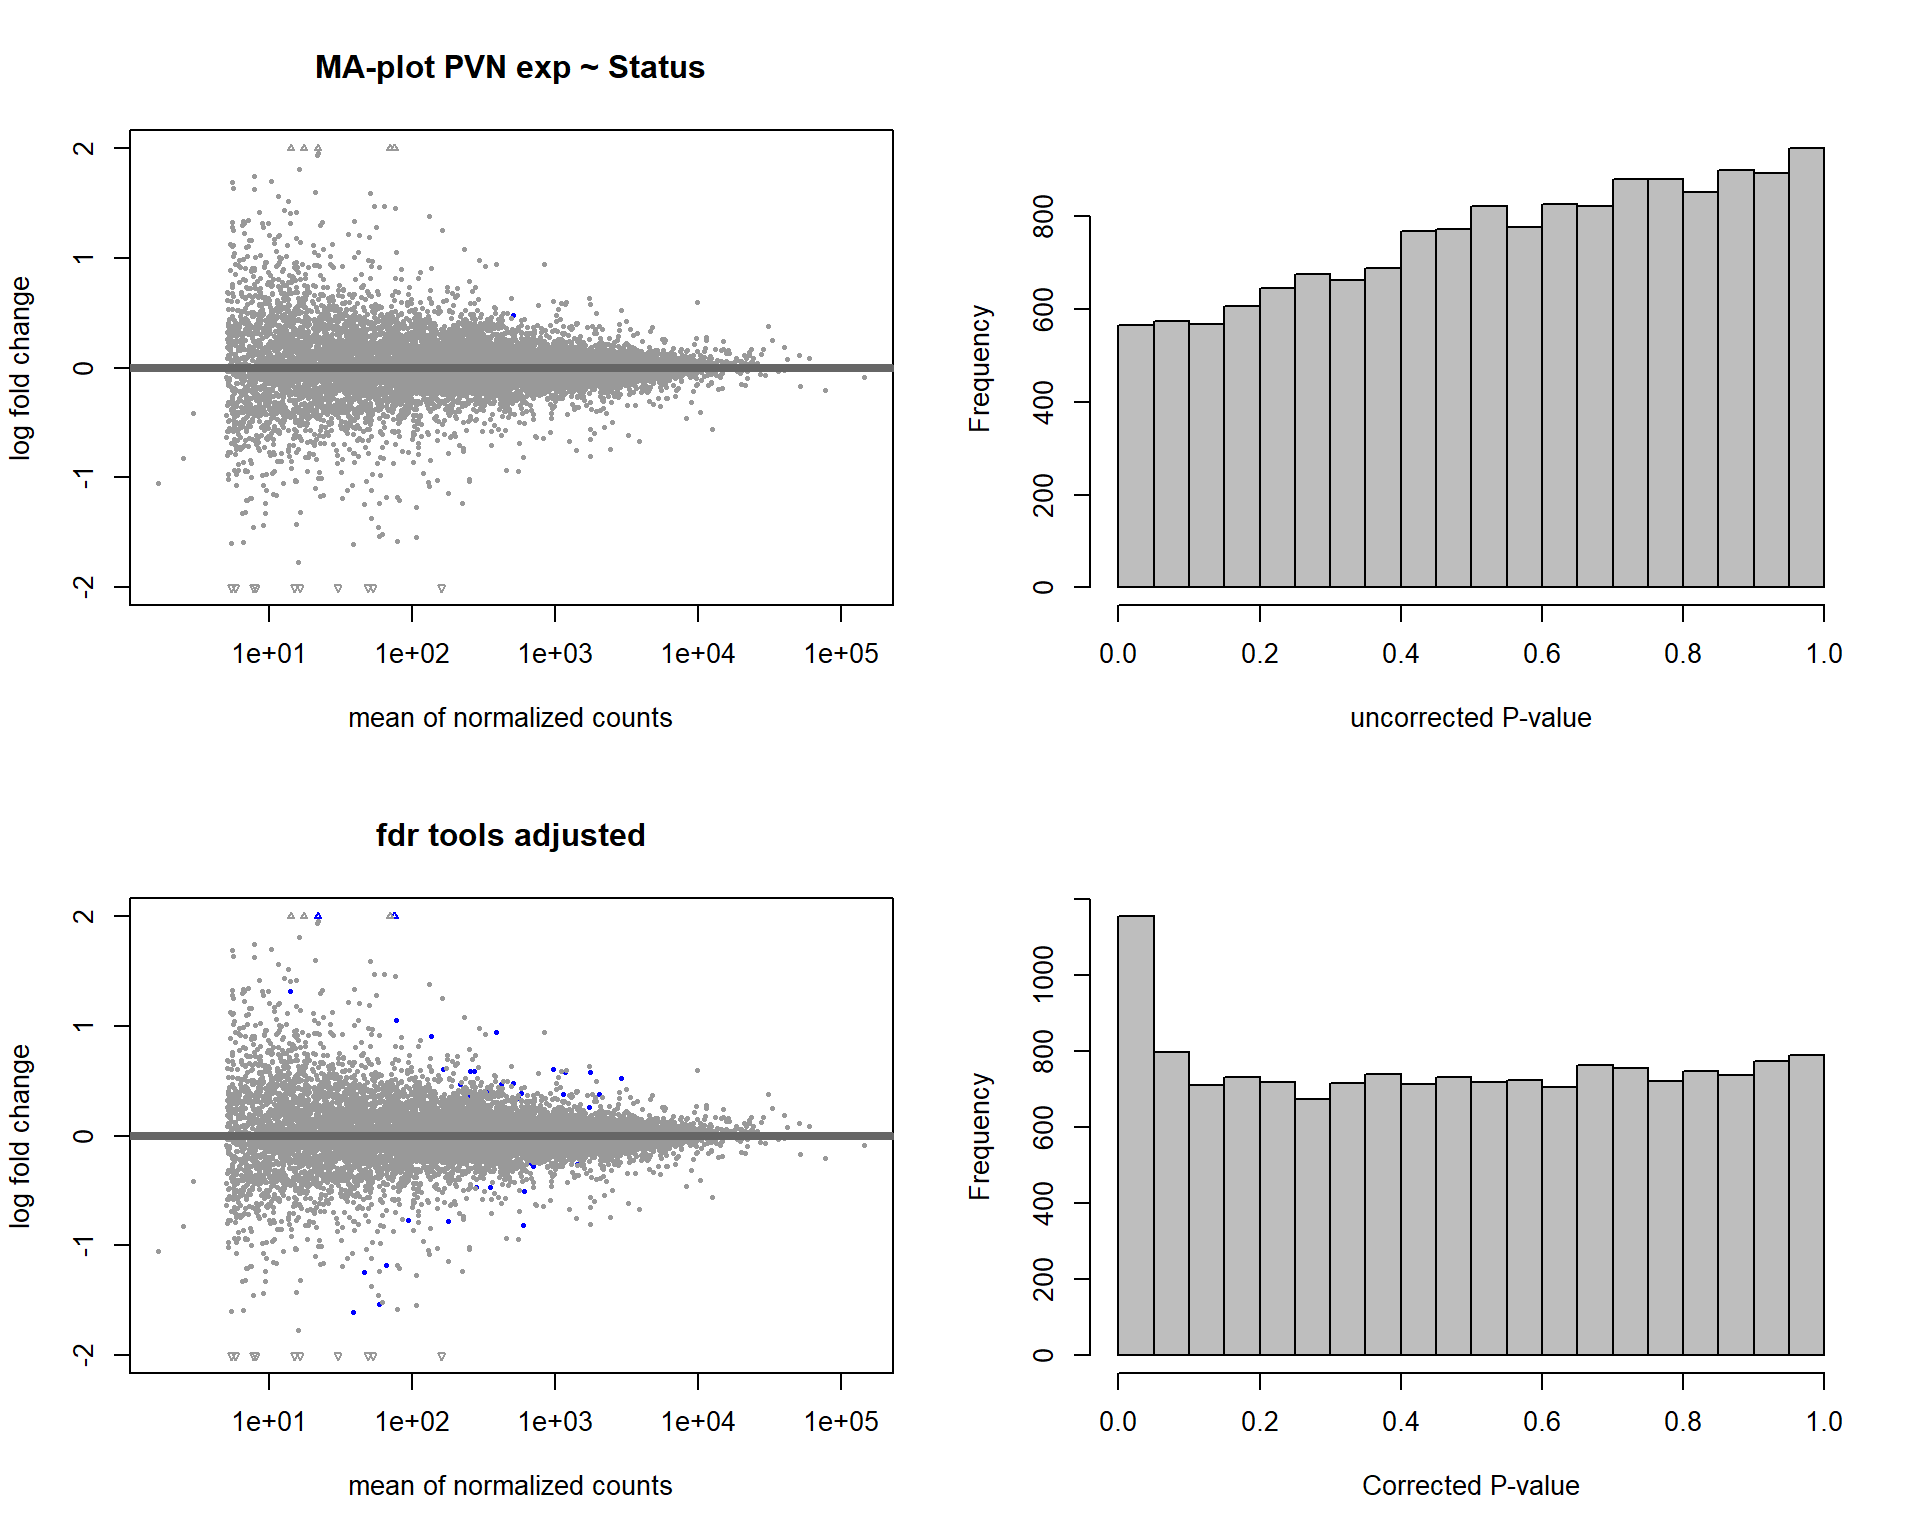 MA-plot PVN exp ~ Status
log fold change
2
1
0
-1
-2
1e+01 1e+02 1e+03 1e+04 1e+05
mean of normalized counts
Frequency
800
600
400
200
0
0.0 0.2 0.4 0.6 0.8 1.0
uncorrected P-value
fdr tools adjusted
log fold change
2
1
0
-1
-2
1e+01 1e+02 1e+03 1e+04 1e+05
mean of normalized counts
Frequency
1000
800
600
400
200
0
0.0 0.2 0.4 0.6 0.8 1.0
Corrected P-value